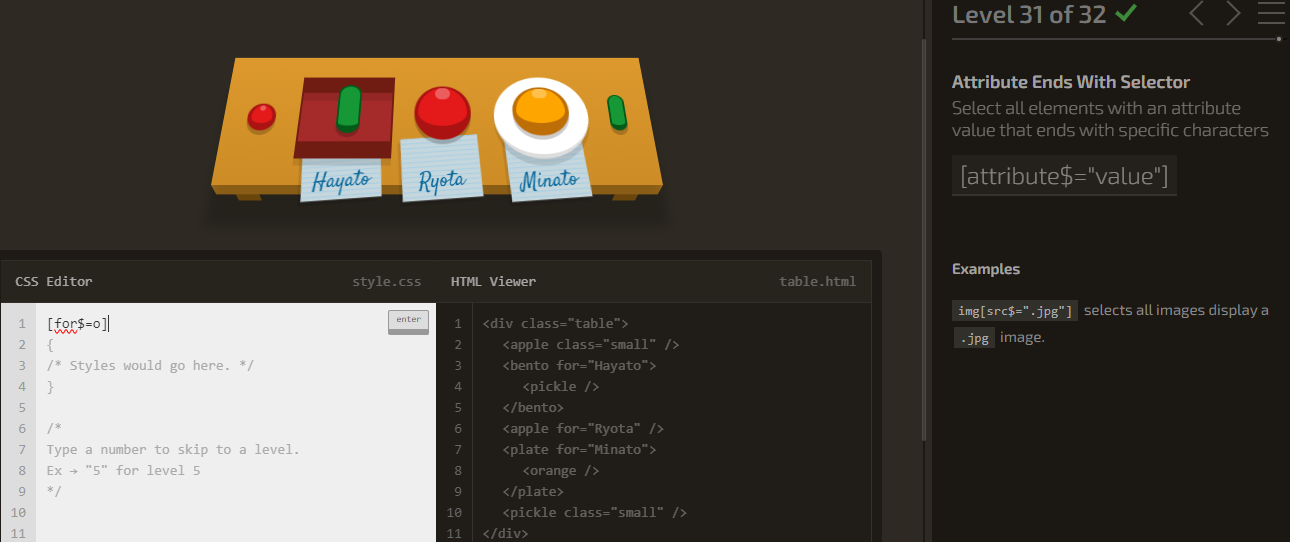 Hayato
Ryota
Minato
CSS Editor
style.css
1 [for$=o]
enter
2 {
3 /* Styles would go here. */
4 }
5
6 /*
7 Type a number to skip to a level.
8 Ex → "5" for level 5
9 */
10
11
HTML Viewer
table.html
1 <div class="table">
2 <apple class="small" />
3 <bento for="Hayato">
4 <pickle />
5 </bento>
6 <apple for="Ryota" />
7 <plate for="Minato">
8 <orange />
9 </plate>
10 <pickle class="small" />
11 </div>
Level 31 of 32
Attribute Ends With Selector
Select all elements with an attribute
value that ends with specific characters
[attribute$="value"]
Examples
img[src$=".jpg"] selects all images display a
.jpg image.